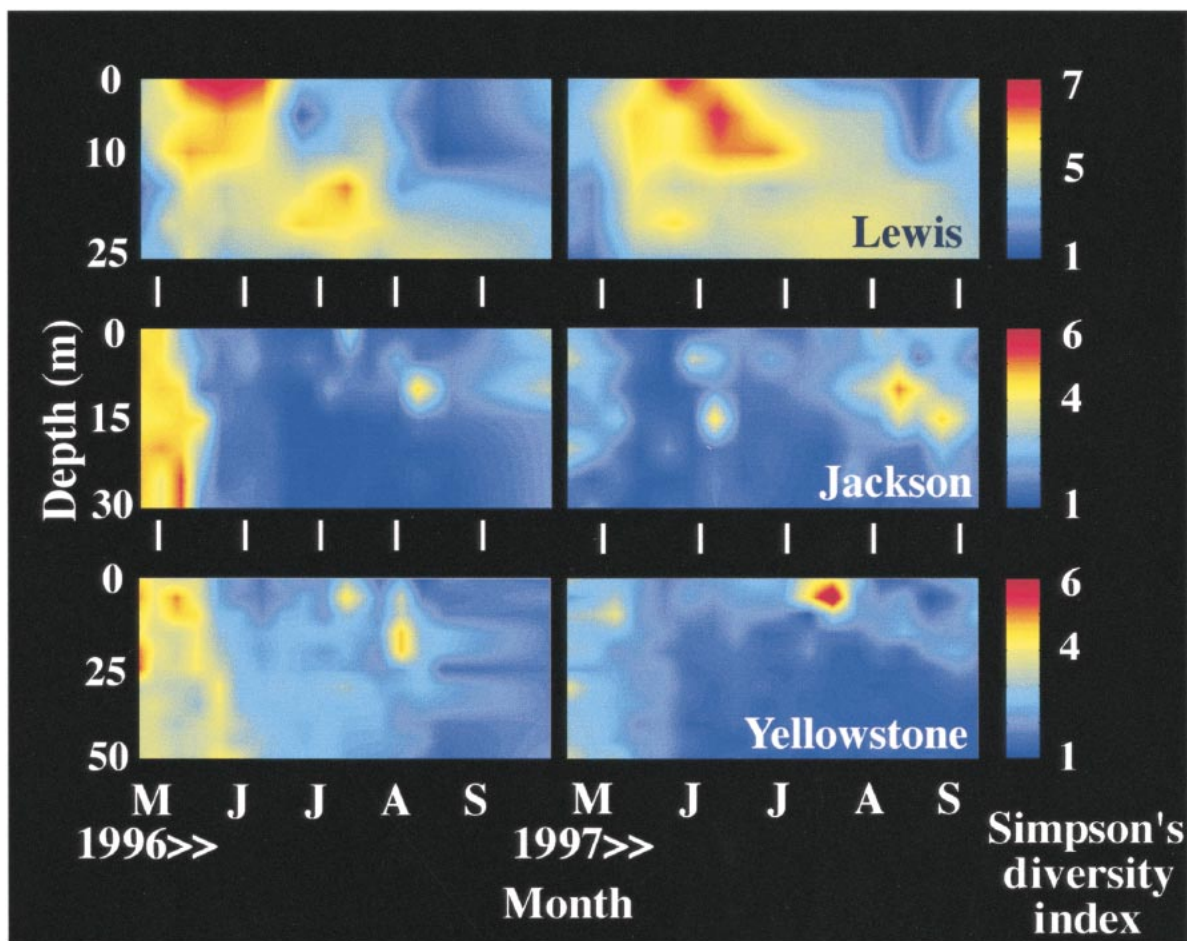 0
10
25
Lewis
7
5
1
Depth (m)
0
15
30
Jackson
6
4
1
0
25
50
Yellowstone
6
4
1
M J J A S M J J A S
1996>> 1997>>
Month
Simpson's
diversity
index